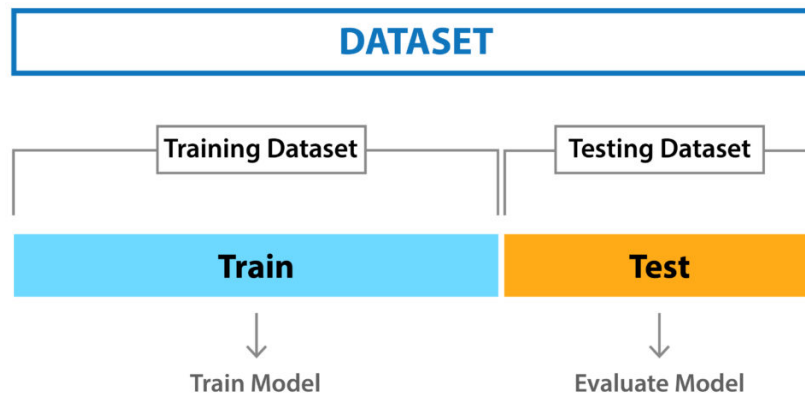 DATASET
Training Dataset
Testing Dataset
Train
Test
Train Model
Evaluate Model